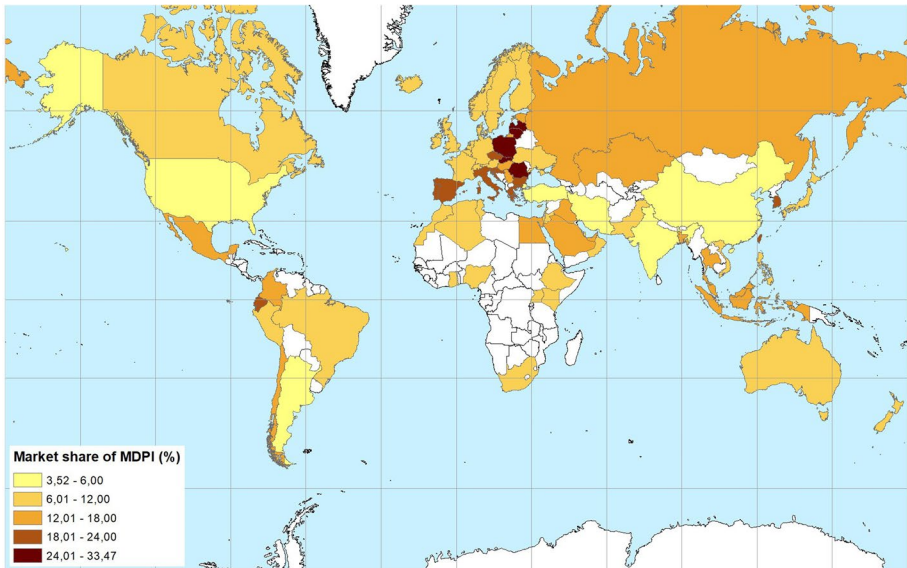 Market share of MDPI (%)
3,52 - 6,00
6,01 - 12,00
12,01 - 18,00
18,01 - 24,00
24,01 - 33,47